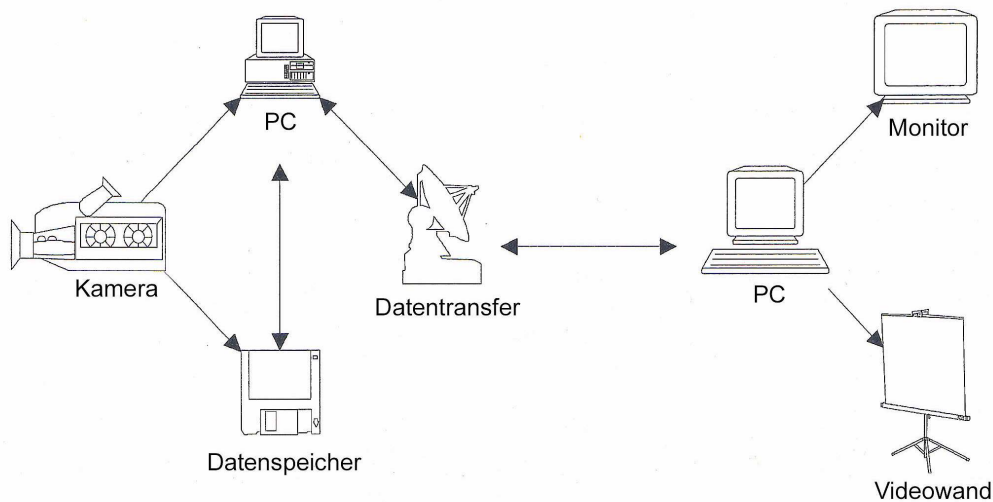 PC
Monitor
Kamera
Datentransfer
PC
Datenspeicher
Videowand